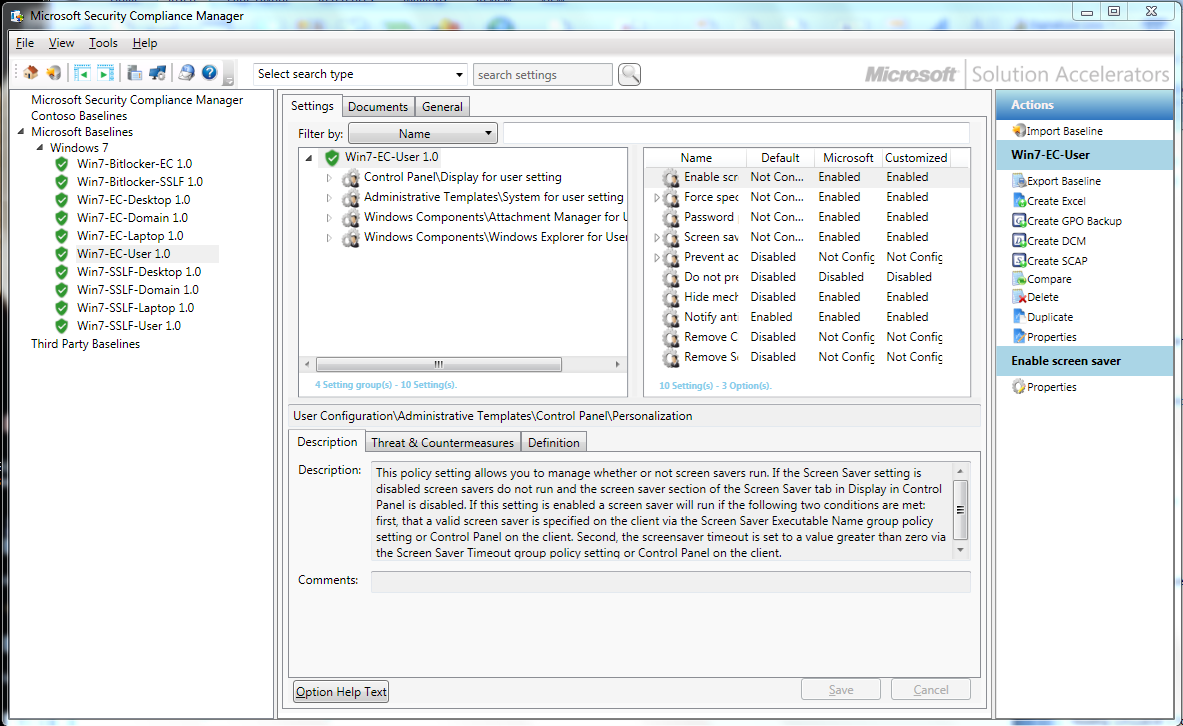 Microsoft Security Compliance Manager
File View Tools Help
Select search type
search settings
Microsoft Solution Accelerators
Microsoft Security Compliance Manager
Contoso Baselines
Microsoft Baselines
Windows 7
Win7-Bitlocker-EC 1.0
Win7-Bitlocker-SSLF 1.0
Win7-EC-Desktop 1.0
Win7-EC-Domain 1.0
Win7-EC-Laptop 1.0
Win7-EC-User 1.0
Win7-SSLF-Desktop 1.0
Win7-SSLF-Domain 1.0
Win7-SSLF-Laptop 1.0
Win7-SSLF-User 1.0
Third Party Baselines
Settings Documents General
Filter by: Name
Win7-EC-User 1.0
Control Panel\Display for user setting
Administrative Templates\System for user setting
Windows Components\Attachment Manager for U
Windows Components\Windows Explorer for User
4 Setting group(s) - 10 Setting(s).
Name Default Microsoft Customized
Enable scr Not Con... Enabled Enabled
Force spec Not Con... Enabled Enabled
Password Not Con... Enabled Enabled
Screen sav Not Con... Enabled Enabled
Prevent ac Disabled Not Config Not Config
Do not pre Disabled Disabled Disabled
Hide mech Disabled Enabled Enabled
Notify anti Enabled Enabled Enabled
Remove C Disabled Not Config Not Config
Remove S Disabled Not Config Not Config
10 Setting(s) - 3 Option(s).
User Configuration\Administrative Templates\Control Panel\Personalization
Description Threat & Countermeasures Definition
Description:
This policy setting allows you to manage whether or not screen savers run. If the Screen Saver setting is
disabled screen savers do not run and the screen saver section of the Screen Saver tab in Display in Control
Panel is disabled. If this setting is enabled a screen saver will run if the following two conditions are met:
first, that a valid screen saver is specified on the client via the Screen Saver Executable Name group policy
setting or Control Panel on the client. Second, the screensaver timeout is set to a value greater than zero via
the Screen Saver Timeout group policy setting or Control Panel on the client.
Comments:
Option Help Text
Save
Cancel
Actions
Import Baseline
Win7-EC-User
Export Baseline
Create Excel
Create GPO Backup
Create DCM
Create SCAP
Compare
Delete
Duplicate
Properties
Enable screen saver
Properties